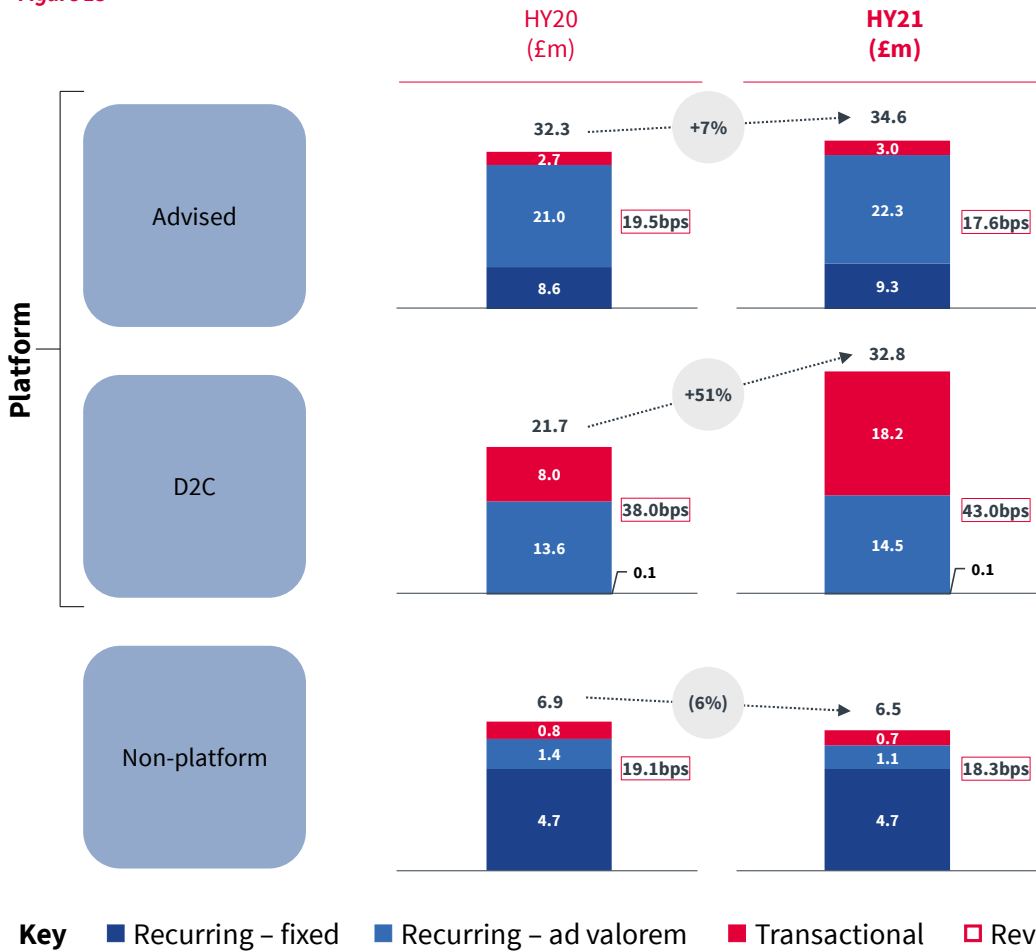 HY20
(£m)
HY21
(£m)
Platform
Advised
32.3
+7%
34.6
2.7
21.0
8.6
19.5bps
3.0
22.3
9.3
17.6bps
D2C
21.7
+51%
32.8
8.0
13.6
0.1
38.0bps
18.2
14.5
0.1
43.0bps
Non-platform
6.9
(6%)
6.5
0.8
1.4
4.7
19.1bps
0.7
1.1
4.7
18.3bps
Key Recurring – fixed Recurring – ad valorem Transactional Rev